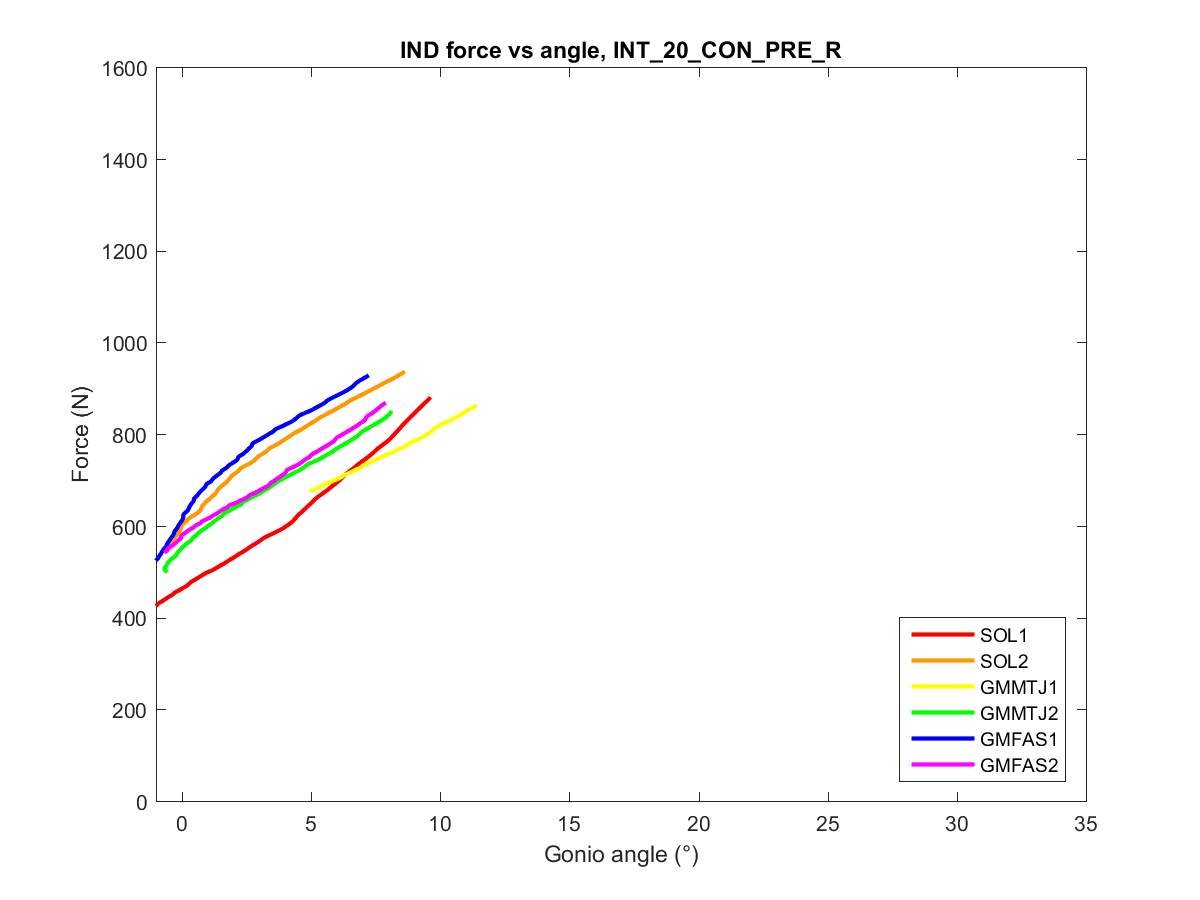 IND force vs angle, INT_20_CON_PRE_R
1600
1400
1200
1000
800
600
400
200
0
Force (N)
0 5 10 15 20 25 30 35
Gonio angle (°)
SOL1
SOL2
GMMTJ1
GMMTJ2
GMFAS1
GMFAS2